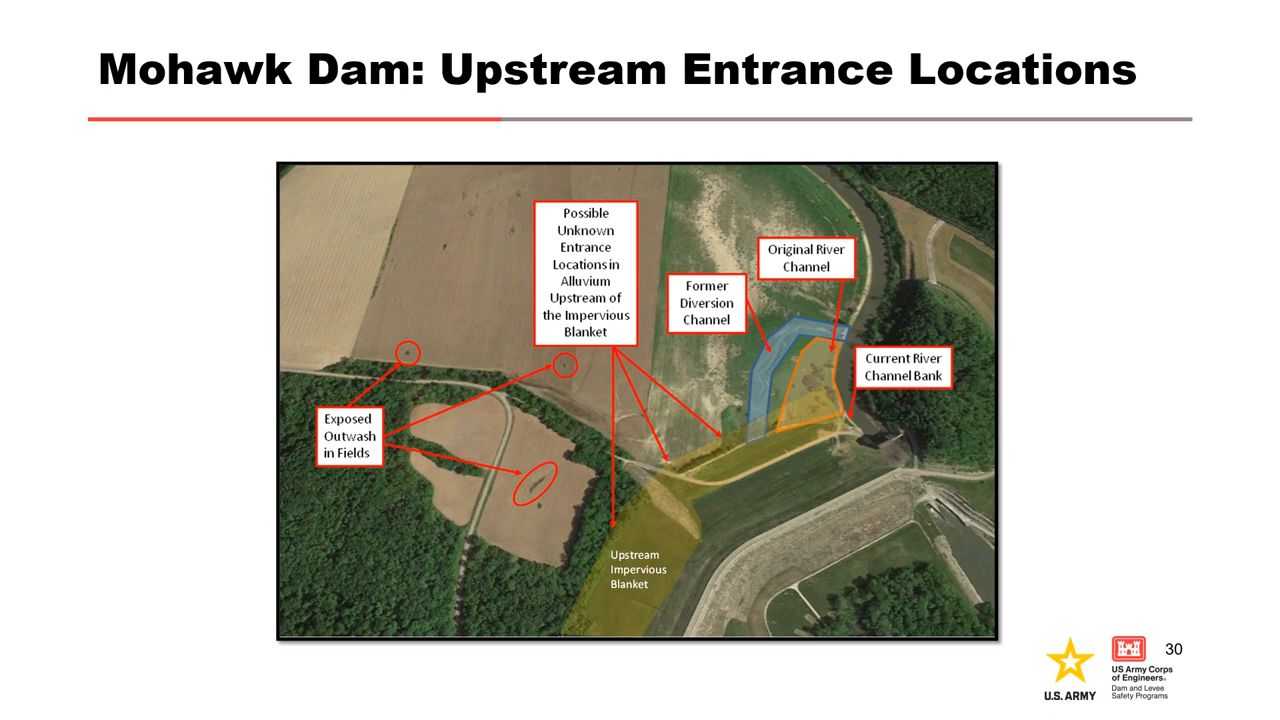 Mohawk Dam: Upstream Entrance Locations
Possible
Unknown
Entrance
Locations in
Alluvium
Upstream of
the Impervious
Blanket
Original River
Channel
Former
Diversion
Channel
Current River
Channel Bank
Exposed
Outwash
in Fields
Upstream
Impervious
Blanket
30
U.S. ARMY
US Army Corps
of Engineers®
Dam and Levee
Safety Programs